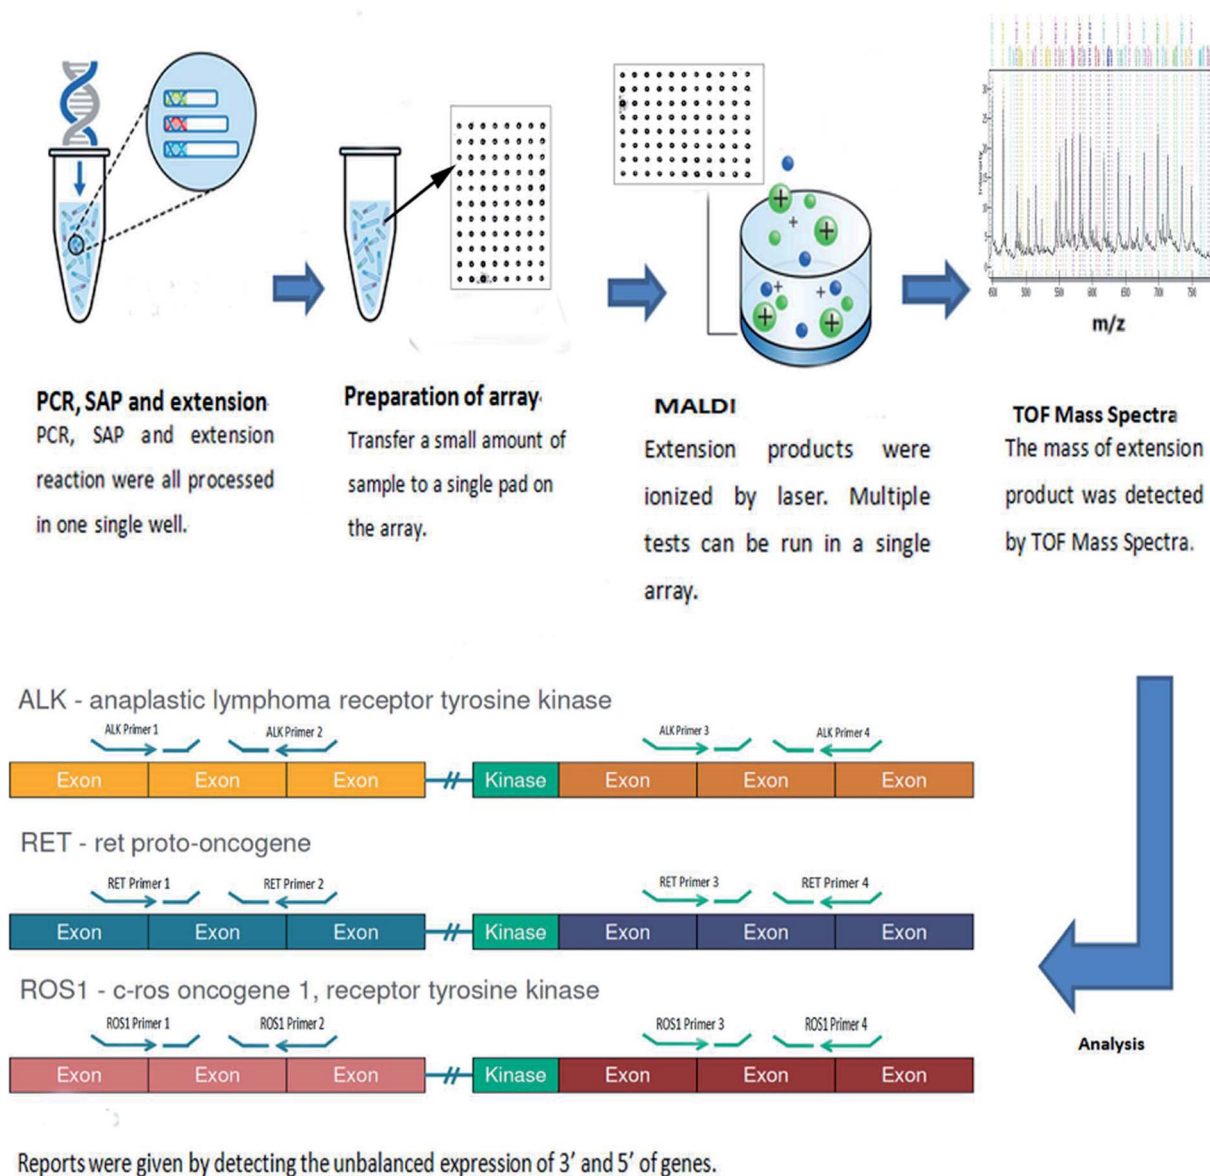 PCR, SAP and extension
PCR, SAP and extension
reaction were all processed
in one single well.
Preparation of array
Transfer a small amount of
sample to a single pad on
the array.
MALDI
Extension products were
ionized by laser. Multiple
tests can be run in a single
array.
m/z
TOF Mass Spectra
The mass of extension
product was detected
by TOF Mass Spectra.
ALK - anaplastic lymphoma receptor tyrosine kinase
ALK Primer 1 ALK Primer 2 ALK Primer 3 ALK Primer 4
Exon Exon Exon Kinase Exon Exon Exon
RET - ret proto-oncogene
RET Primer 1 RET Primer 2 RET Primer 3 RET Primer 4
Exon Exon Exon Kinase Exon Exon Exon
ROS1 - c-ros oncogene 1, receptor tyrosine kinase
ROS1 Primer 1 ROS1 Primer 2 ROS1 Primer 3 ROS1 Primer 4
Exon Exon Exon Kinase Exon Exon Exon
Analysis
Reports were given by detecting the unbalanced expression of 3’ and 5’ of genes.